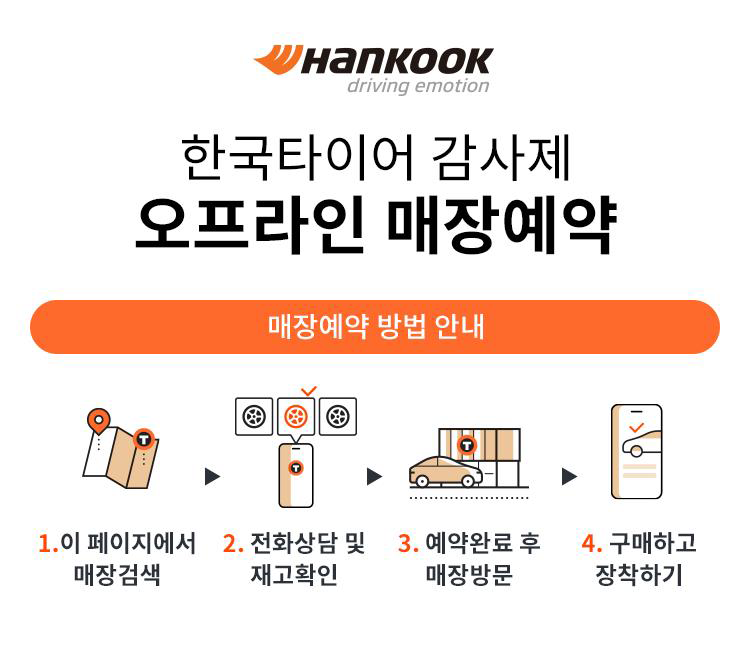 HANKOOK
driving emotion
한국타이어 감사제
오프라인 매장예약
매장예약 방법 안내
T
T
T
1.이 페이지에서
매장검색
2. 전화상담 및
재고확인
3. 예약완료 후
매장방문
4. 구매하고
장착하기